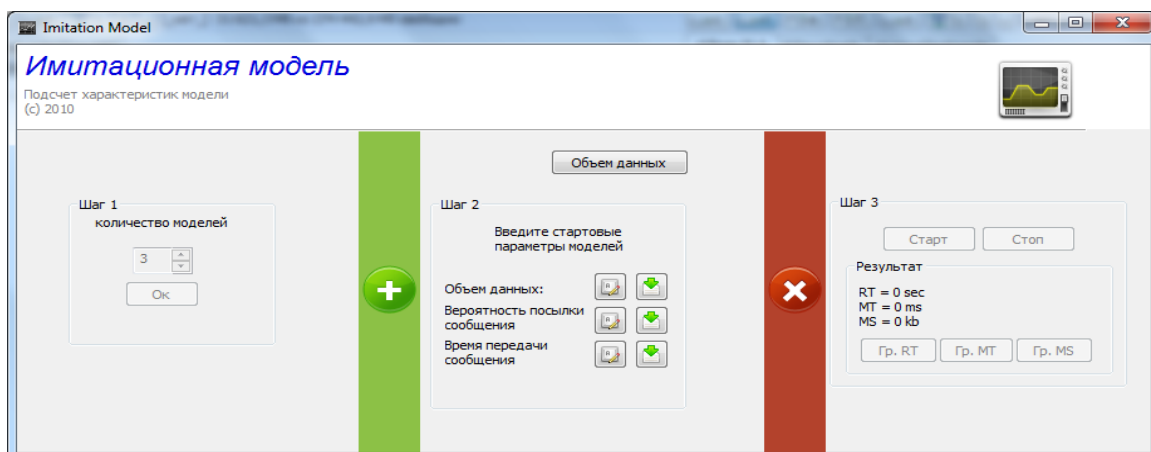 Imitation Model
Имитационная модель
Подсчет характеристик модели
(c) 2010
Шаг 1
количество моделей
3
Ок
Объем данных
Шаг 2
Введите стартовые
параметры моделей
Объем данных:
Вероятность посылки
сообщения
Время передачи
сообщения
Шаг 3
Старт
Стоп
Результат
RT = 0 sec
MT = 0 ms
MS = 0 kb
Гр. RT
Гр. MT
Гр. MS